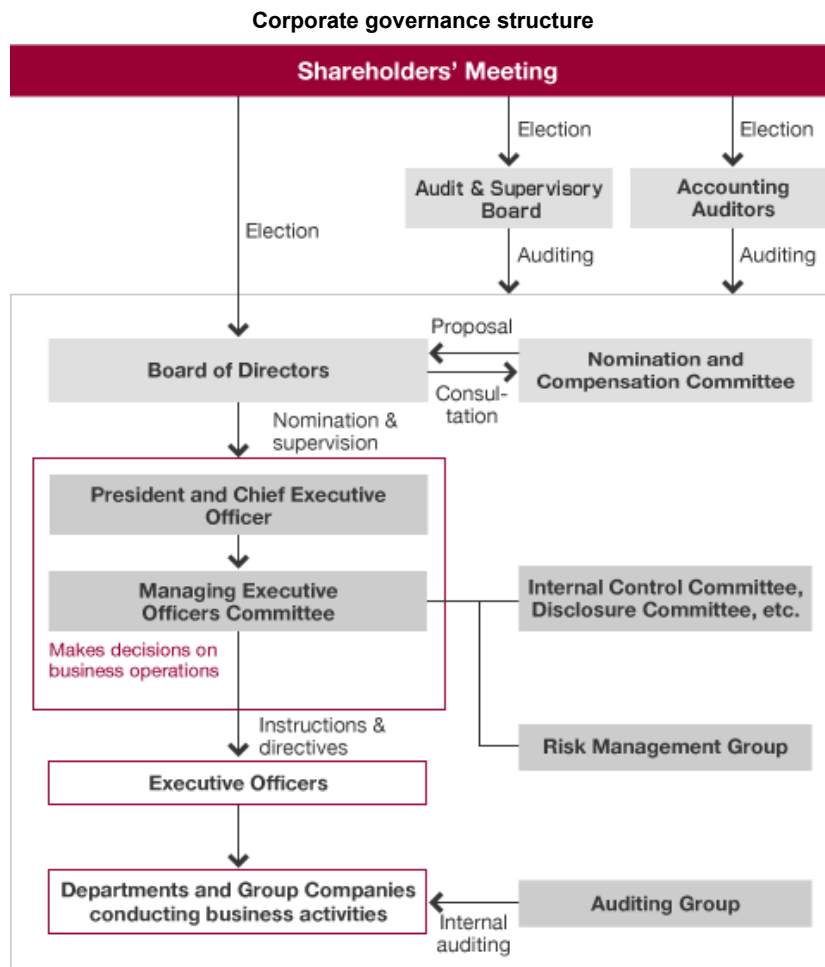 Corporate governance structure
Shareholders' Meeting
Election
Election
Audit & Supervisory
Board
Accounting
Auditors
Election
Auditing
Auditing
Board of Directors
Proposal
Consul-
tation
Nomination and
Compensation Committee
Nomination &
supervision
President and Chief Executive
Officer
Managing Executive
Officers Committee
Makes decisions on
business operations
Internal Control Committee,
Disclosure Committee, etc.
Instructions &
directives
Risk Management Group
Executive Officers
Departments and Group Companies
conducting business activities
Internal
auditing
Auditing Group